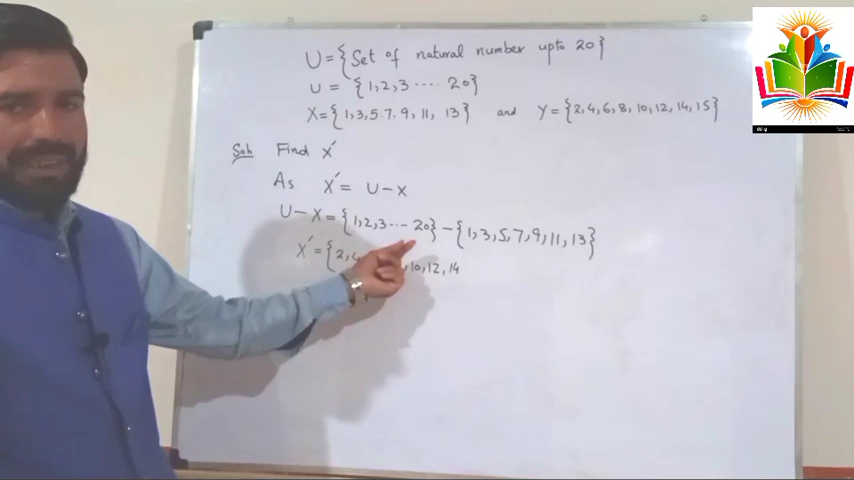 U = {Set of natural number upto 20}
U = {1,2,3 .... 20}
X = {1,3,5.7.9,11, 13} and Y = {2,4,6,8,10,12,14,15}
Sol: Find X′
As X′ = U – X
U – X = {1,2,3 ... 20} – {1,3,5,7,9,11,13}
X′ = {2,4 ,10,12,14